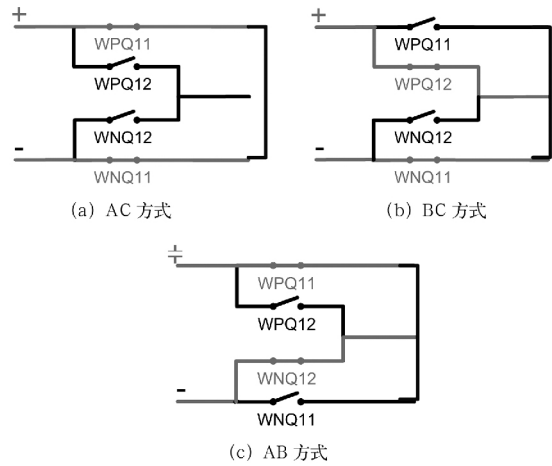 +
WPQ11
WPQ12
WNQ12
-
WNQ11
(a) AC 方式
+
WPQ11
WPQ12
WNQ12
-
WNQ11
(b) BC 方式
+
WPQ11
WPQ12
WNQ12
-
WNQ11
(c) AB 方式